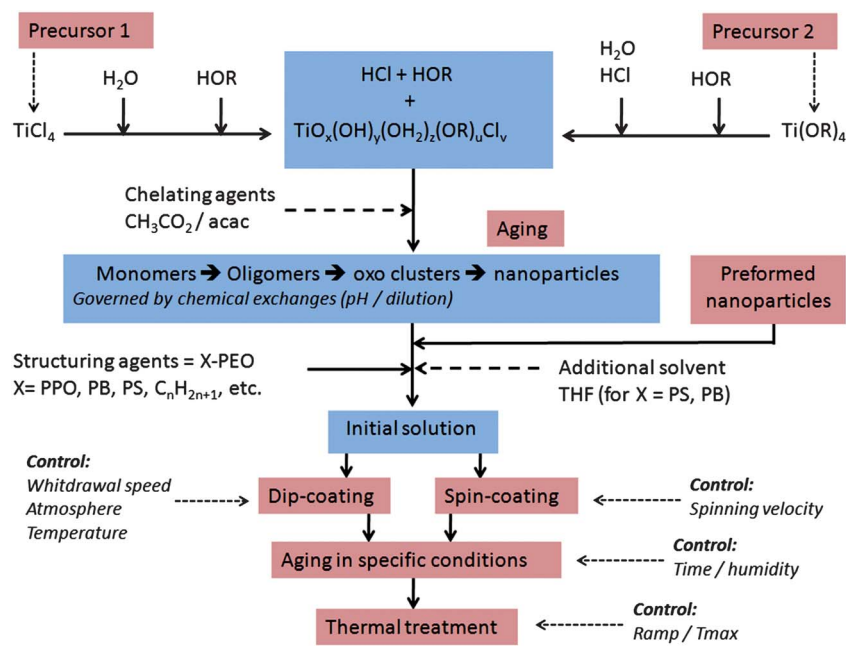 Precursor 1
Precursor 2
H₂O
HOR
HCl + HOR
+
TiOₓ(OH)ᵧ(OH₂)_z(OR)ᵤClᵥ
H₂O
HCl
HOR
TiCl₄
Ti(OR)₄
Chelating agents
CH₃CO₂ / acac
Aging
Monomers ➔ Oligomers ➔ oxo clusters ➔ nanoparticles
Governed by chemical exchanges (pH / dilution)
Preformed
nanoparticles
Structuring agents = X-PEO
X= PPO, PB, PS, CₙH₂ₙ₊₁, etc.
Additional solvent
THF (for X = PS, PB)
Initial solution
Control:
Whitdrawal speed
Atmosphere
Temperature
Dip-coating
Spin-coating
Control:
Spinning velocity
Aging in specific conditions
Control:
Time / humidity
Thermal treatment
Control:
Ramp / Tmax